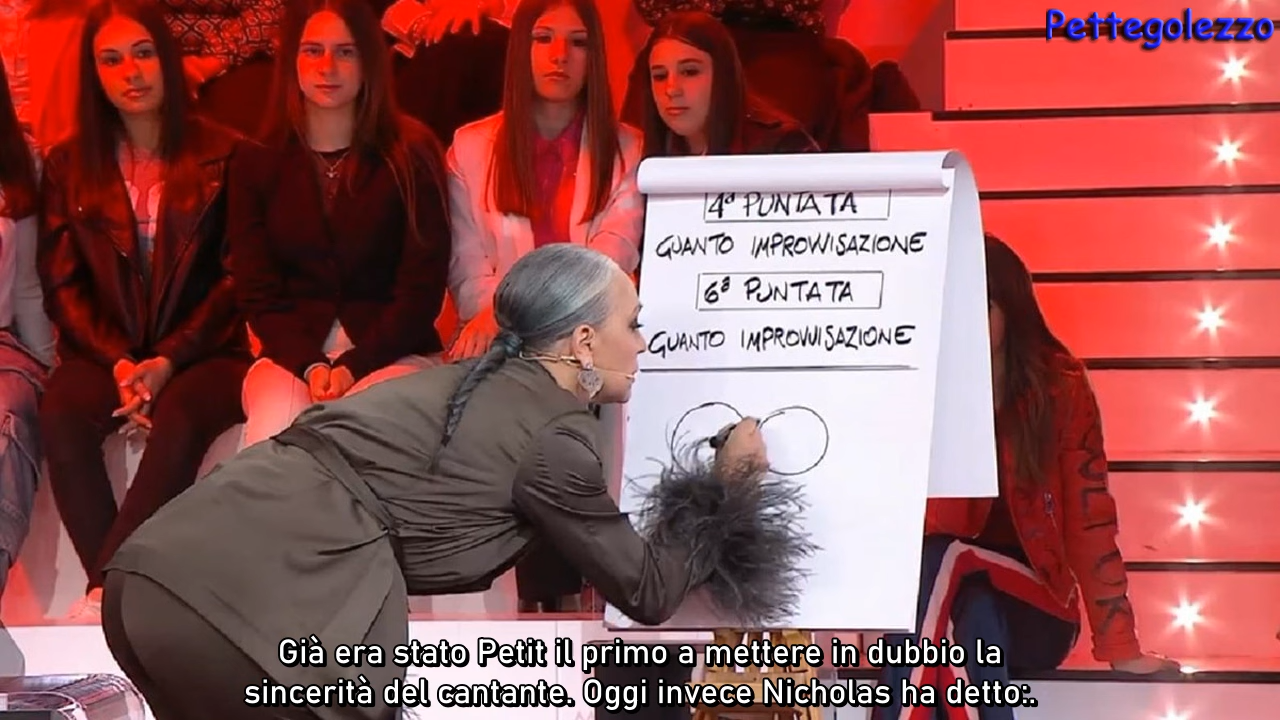 Pettegolezzo
4ª PUNTATA
GUANTO IMPROVVISAZIONE
6ª PUNTATA
GUANTO IMPROVVISAZIONE
Già era stato Petit il primo a mettere in dubbio la
sincerità del cantante. Oggi invece Nicholas ha detto:.